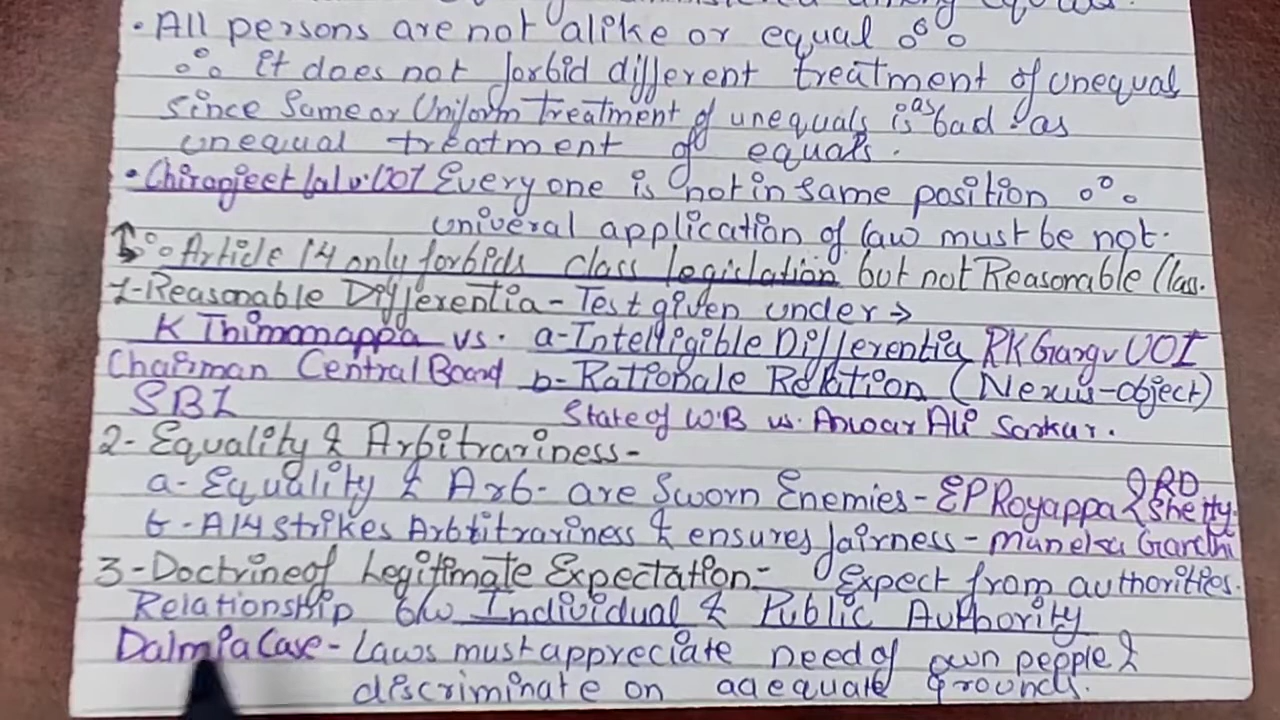 • All persons are not alike or equal ∴
∴ it does not forbid different treatment of unequal
since same or Uniform treatment of unequals is as bad as
unequal treatment of equals.
• Chiranjeet lal v. UOI Every one is not in same position ∴
univeral application of law must be not.
∴ Article 14 only forbids class legislation but not Reasonable Class.
1- Reasonable Differentia - Test given under →
K Thimmappa vs. a- Intelligible Differentia RK Garg v UOI
Chairman Central Board b- Rationale Relation (Nexus-object)
SBI State of W.B vs. Anwar Ali Sarkar.
2- Equality & Arbitrariness-
a- Equality & Arb- are Sworn Enemies - EP Royappa & RD Shetty
b- A14 strikes Arbitrariness & ensures fairness - Maneka Gandhi
3- Doctrine of Legitimate Expectation - Expect from authorities.
Relationship b/w Individual & Public Authority
Dalmia Case - Laws must appreciate need of own people &
discriminate on adequate grounds.